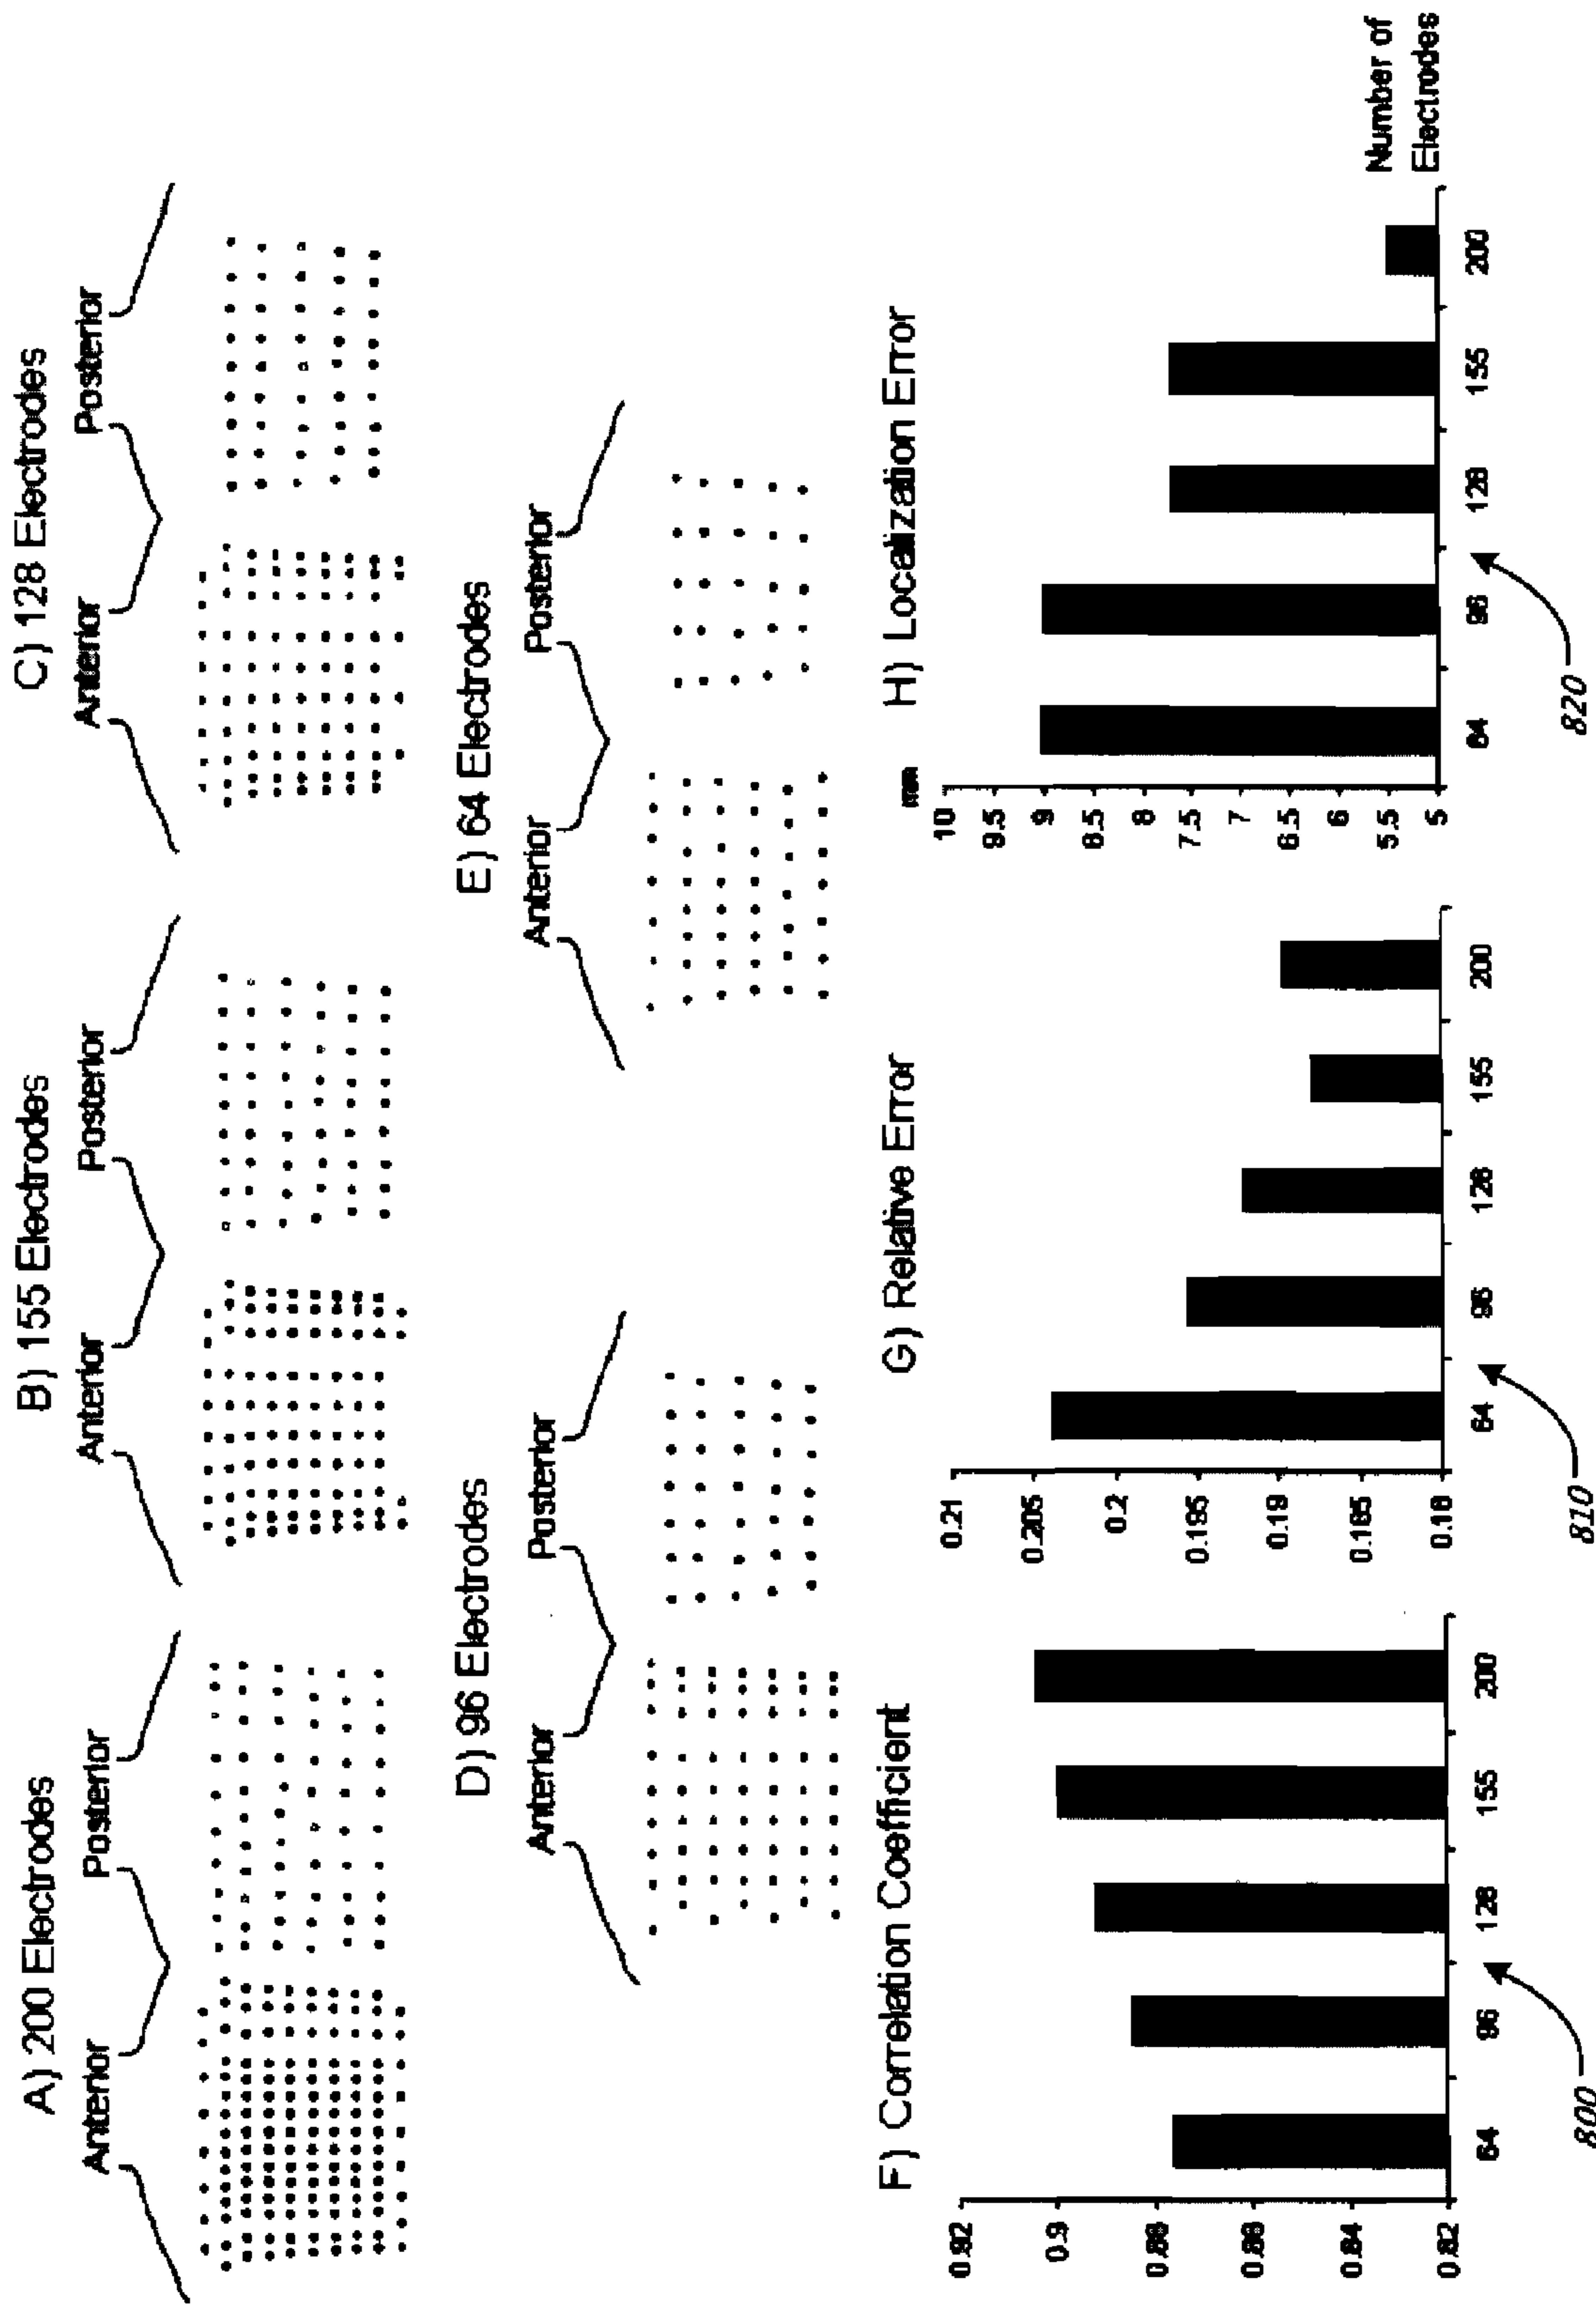 A) 200 Electrodes
Anterior
Posterior
B) 155 Electrodes
Anterior
Posterior
C) 128 Electrodes
Anterior
Posterior
D) 96 Electrodes
Anterior
Posterior
E) 64 Electrodes
Anterior
Posterior
F) Correlation Coefficient
0.92
0.9
0.88
0.86
0.84
0.82
64
96
128
155
200
800
G) Relative Error
0.21
0.205
0.2
0.195
0.19
0.185
0.18
64
96
128
155
200
810
H) Localization Error
mm
10
9.5
9
8.5
8
7.5
7
6.5
6
5.5
5
64
96
128
155
200
Number of
Electrodes
820